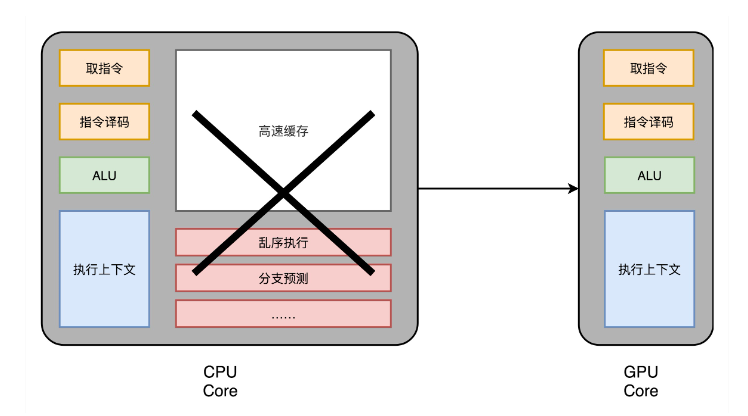 取指令
指令译码
ALU
执行上下文
高速缓存
乱序执行
分支预测
……
CPU
Core
取指令
指令译码
ALU
执行上下文
GPU
Core